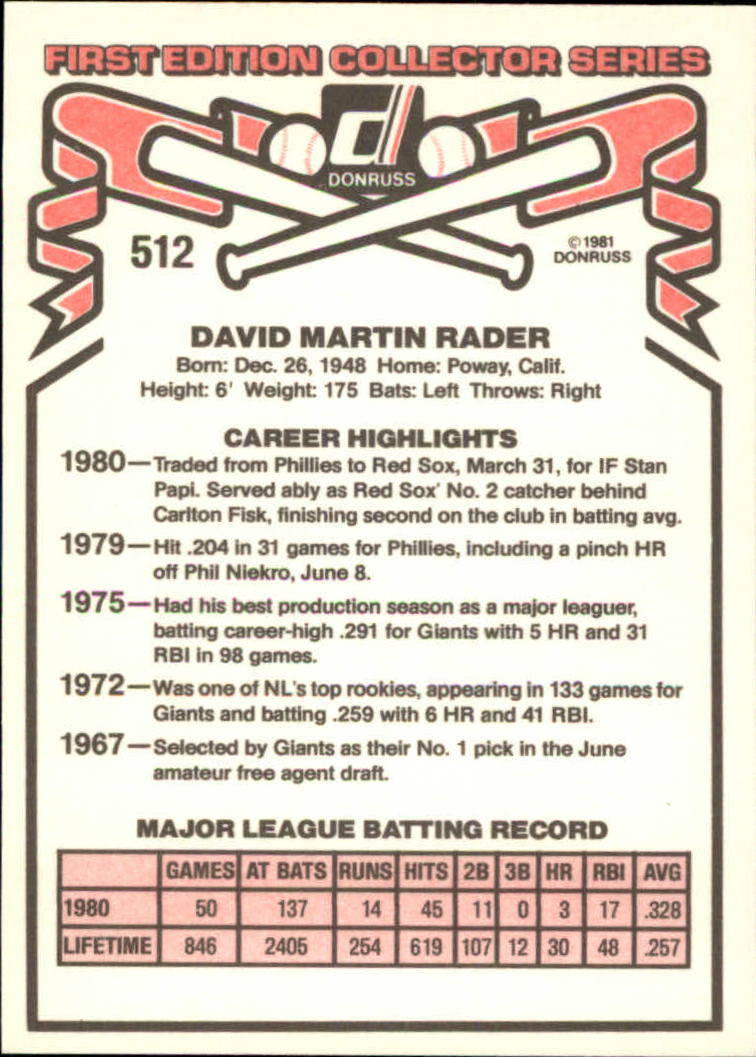 FIRST EDITION COLLECTOR SERIES
d
DONRUSS
512
© 1981
DONRUSS
DAVID MARTIN RADER
Born: Dec. 26, 1948 Home: Poway, Calif.
Height: 6' Weight: 175 Bats: Left Throws: Right
CAREER HIGHLIGHTS
1980—Traded from Phillies to Red Sox, March 31, for IF Stan
Papi. Served ably as Red Sox' No. 2 catcher behind
Carlton Fisk, finishing second on the club in batting avg.
1979—Hit .204 in 31 games for Phillies, including a pinch HR
off Phil Niekro, June 8.
1975—Had his best production season as a major leaguer,
batting career-high .291 for Giants with 5 HR and 31
RBI in 98 games.
1972—Was one of NL's top rookies, appearing in 133 games for
Giants and batting .259 with 6 HR and 41 RBI.
1967—Selected by Giants as their No. 1 pick in the June
amateur free agent draft.
MAJOR LEAGUE BATTING RECORD
GAMES AT BATS RUNS HITS 2B 3B HR RBI AVG
1980 50 137 14 45 11 0 3 17 .328
LIFETIME 846 2405 254 619 107 12 30 48 .257